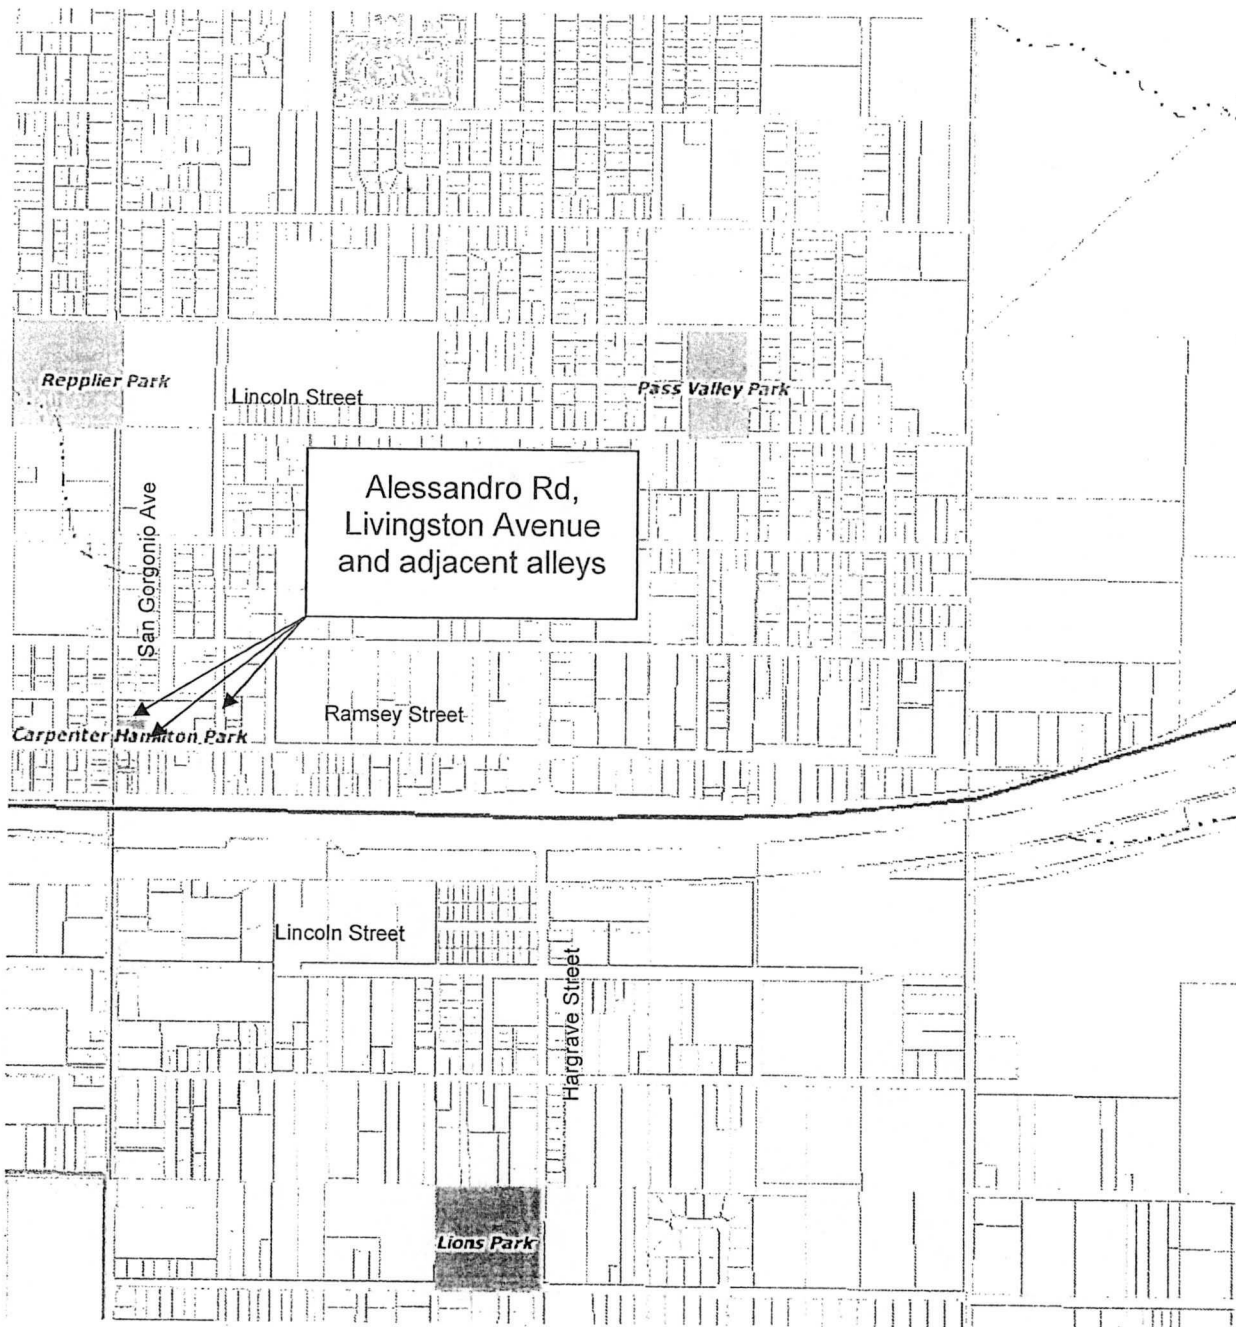 Repplier Park
Pass Valley Park
Lincoln Street
Alessandro Rd,
Livingston Avenue
and adjacent alleys
San Gorgonio Ave
Ramsey Street
Carpenter Hamilton Park
Lincoln Street
Hargrave Street
Lions Park